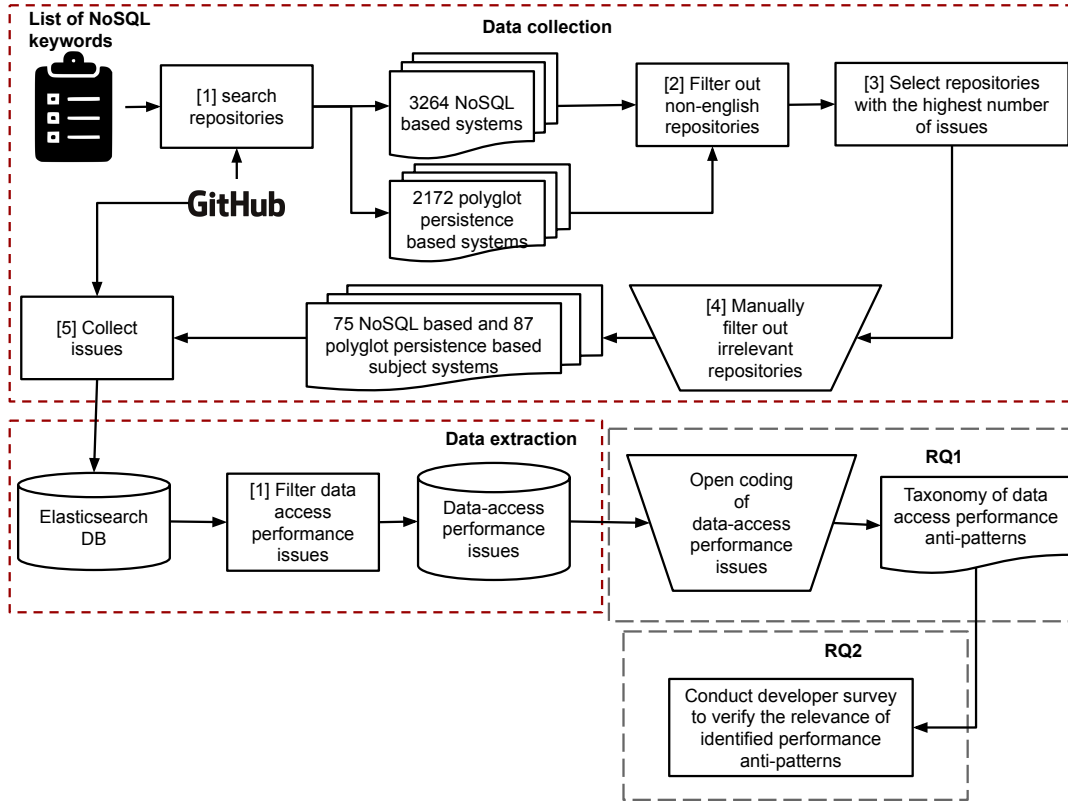 List of NoSQL
keywords
Data collection
[1] search
repositories
3264 NoSQL
based systems
[2] Filter out
non-english
repositories
[3] Select repositories
with the highest number
of issues
GitHub
2172 polyglot
persistence
based systems
[5] Collect
issues
75 NoSQL based and 87
polyglot persistence based
subject systems
[4] Manually
filter out
irrelevant
repositories
Data extraction
Elasticsearch
DB
[1] Filter data
access
performance
issues
Data-access
performance
issues
RQ1
Open coding
of
data-access
performance
issues
Taxonomy of data
access performance
anti-patterns
RQ2
Conduct developer survey
to verify the relevance of
identified performance
anti-patterns